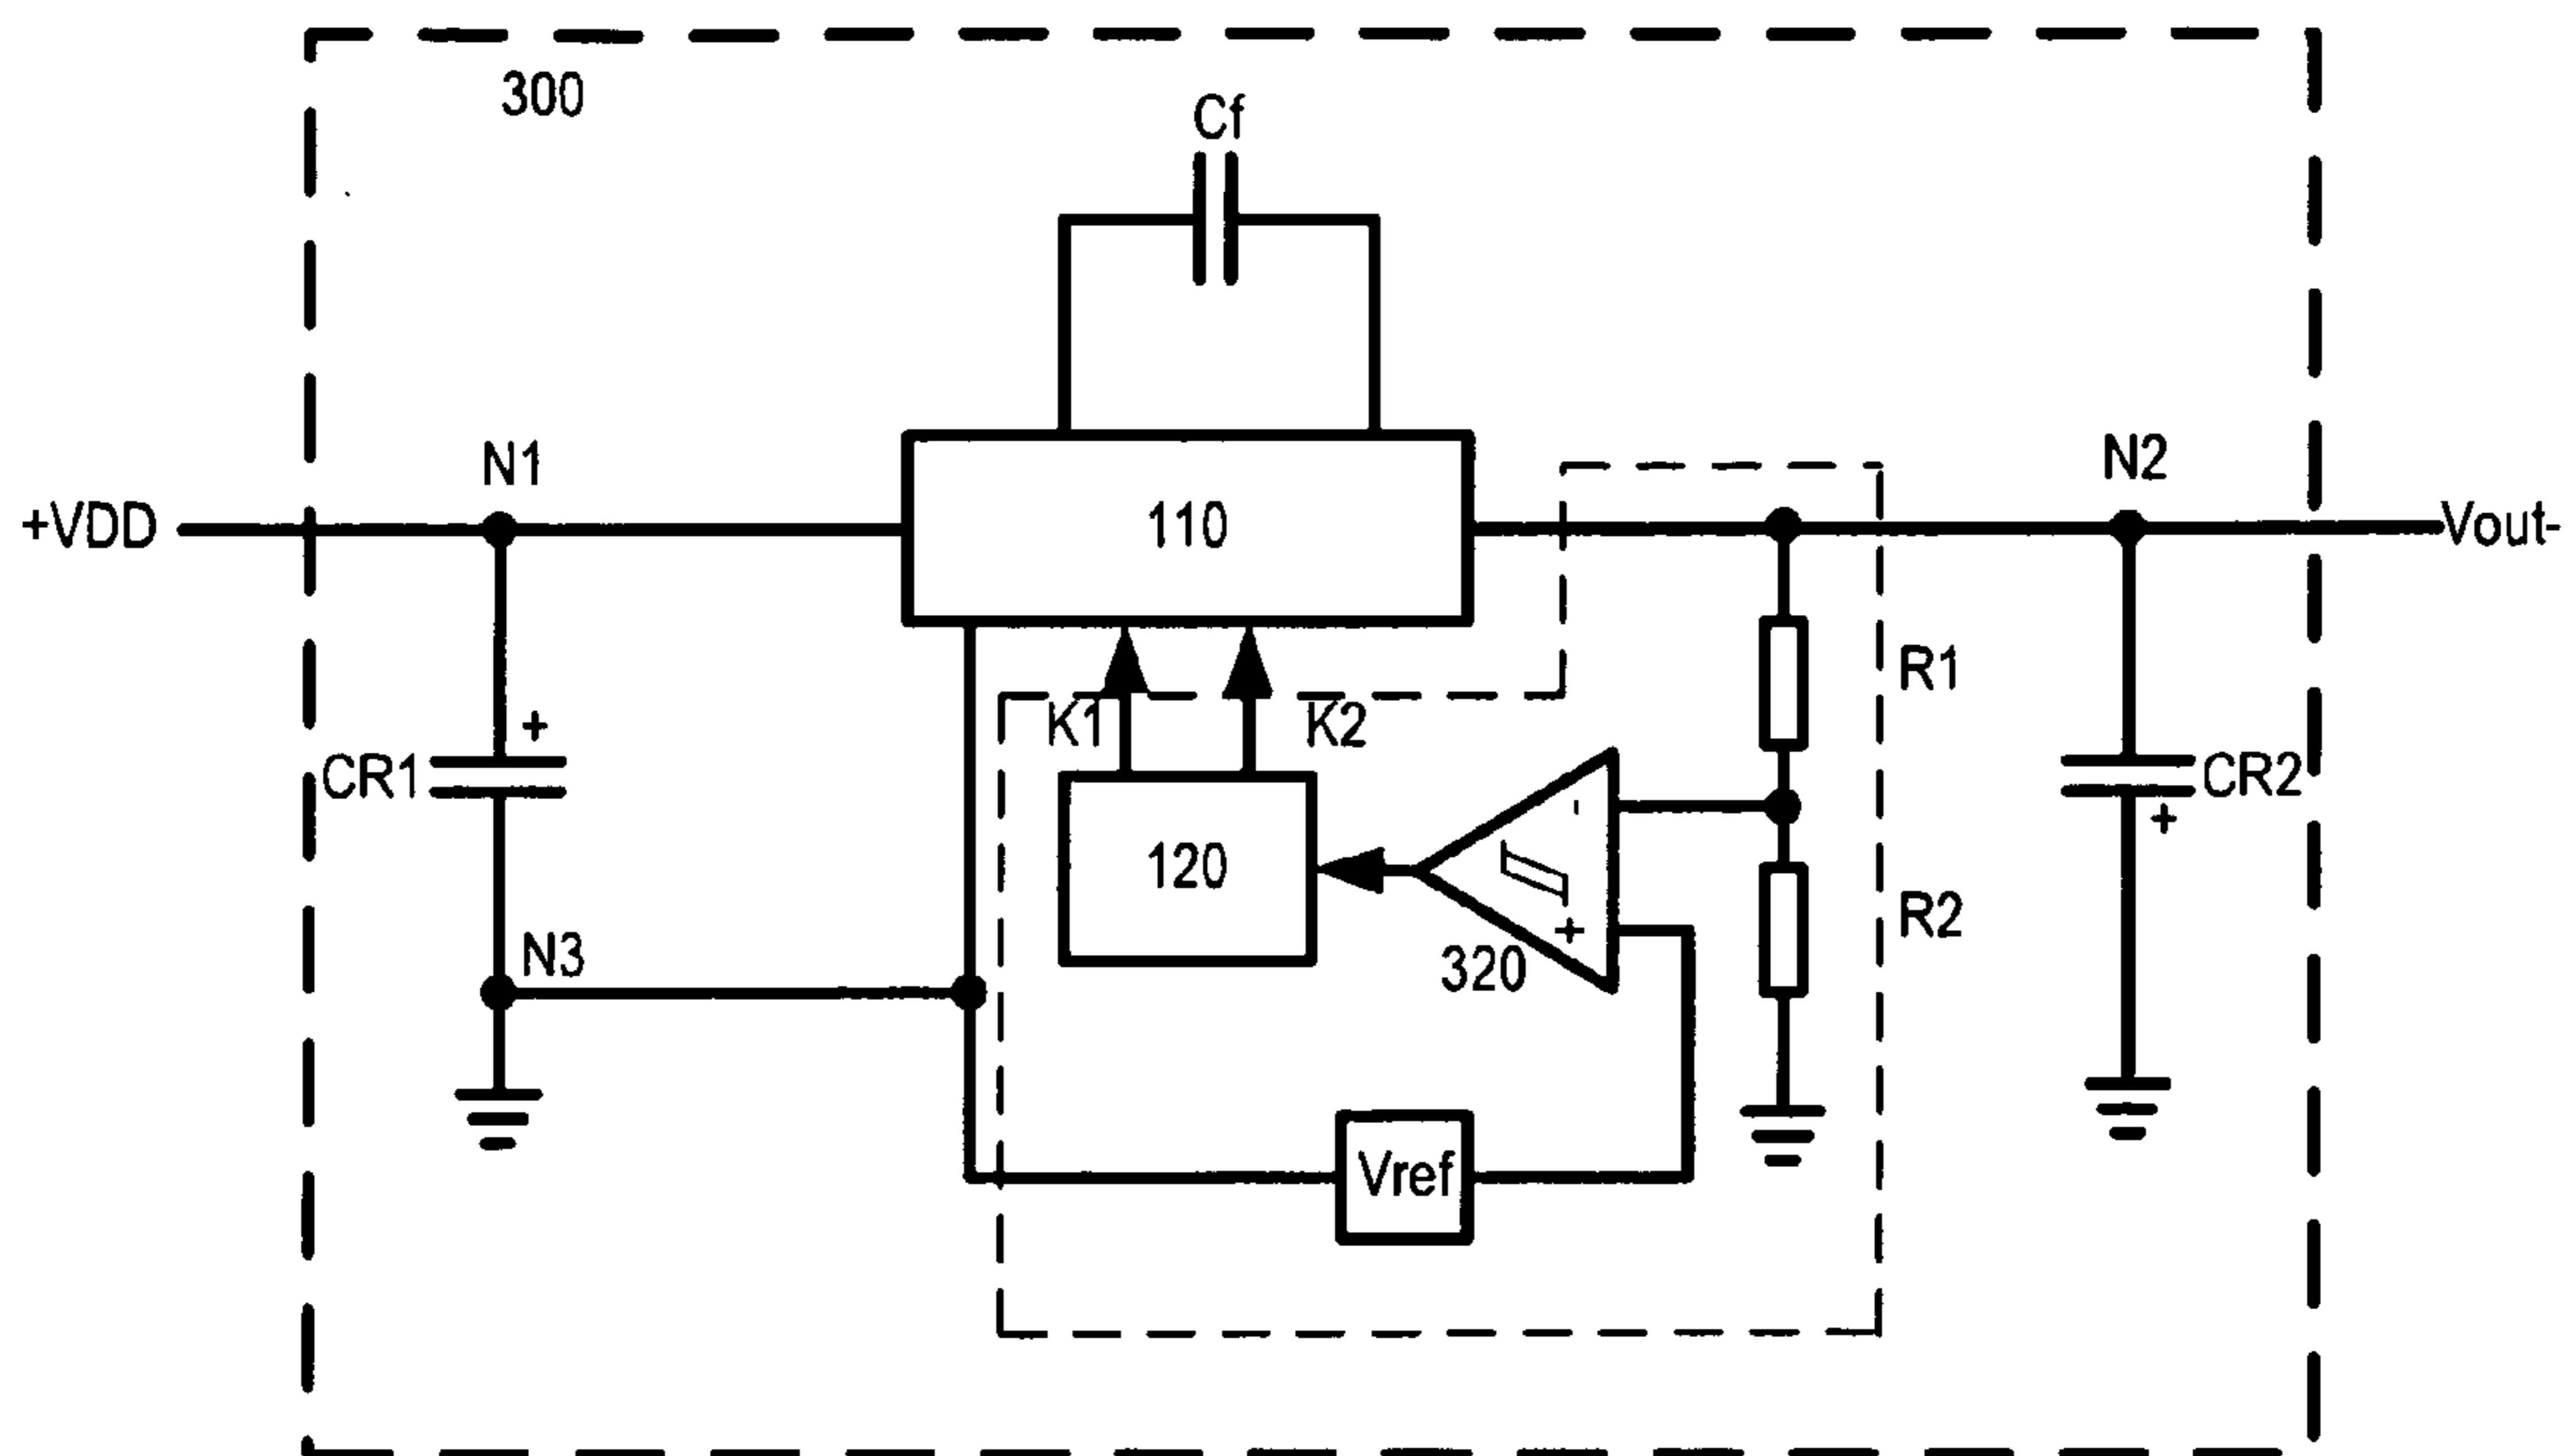 300
Cf
N1
N2
+VDD
110
Vout-
R1
K1
K2
+
CR1
CR2
+
120
-
+
320
R2
N3
Vref